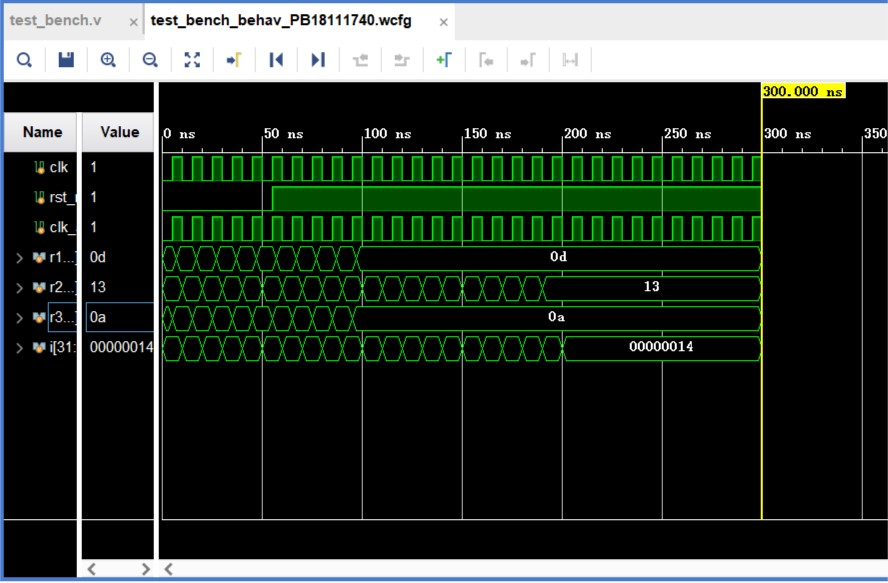 test_bench.v × test_bench_behav_PB18111740.wcfg ×
300.000 ns
Name Value 0 ns 50 ns 100 ns 150 ns 200 ns 250 ns 300 ns 350
clk 1
rst_ 1
clk_ 1
r1...] 0d 0d
r2...] 13 13
r3...] 0a 0a
i[31: 00000014 00000014